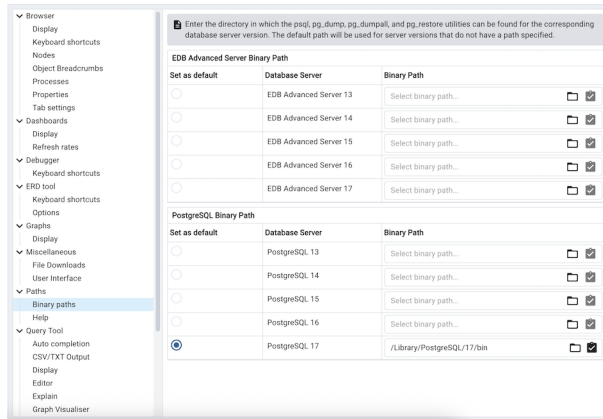 Browser
Display
Keyboard shortcuts
Nodes
Object Breadcrumbs
Processes
Properties
Tab settings
Dashboards
Display
Refresh rates
Debugger
Keyboard shortcuts
ERD tool
Keyboard shortcuts
Options
Graphs
Display
Miscellaneous
File Downloads
User Interface
Paths
Binary paths
Help
Query Tool
Auto completion
CSV/TXT Output
Display
Editor
Explain
Graph Visualiser
Enter the directory in which the psql, pg_dump, pg_dumpall, and pg_restore utilities can be found for the corresponding
database server version. The default path will be used for server versions that do not have a path specified.
EDB Advanced Server Binary Path
Set as default Database Server Binary Path
EDB Advanced Server 13 Select binary path...
EDB Advanced Server 14 Select binary path...
EDB Advanced Server 15 Select binary path...
EDB Advanced Server 16 Select binary path...
EDB Advanced Server 17 Select binary path...
PostgreSQL Binary Path
Set as default Database Server Binary Path
PostgreSQL 13 Select binary path...
PostgreSQL 14 Select binary path...
PostgreSQL 15 Select binary path...
PostgreSQL 16 Select binary path...
PostgreSQL 17 /Library/PostgreSQL/17/bin